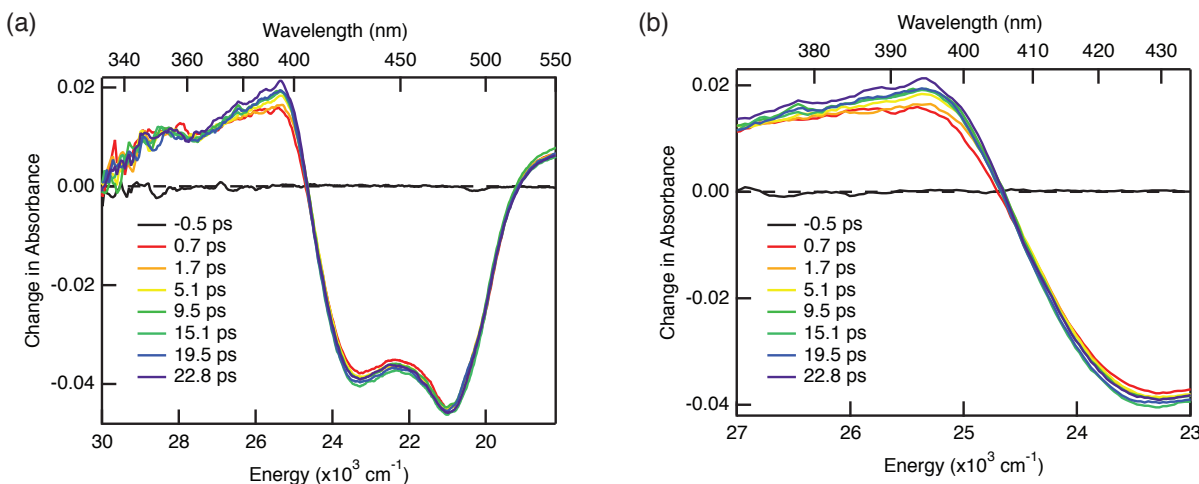 (a)
Wavelength (nm)
340 360 380 400 450 500 550
0.02
0.00
-0.02
-0.04
Change in Absorbance
-0.5 ps
0.7 ps
1.7 ps
5.1 ps
9.5 ps
15.1 ps
19.5 ps
22.8 ps
30 28 26 24 22 20
Energy (x10³ cm⁻¹)
(b)
Wavelength (nm)
380 390 400 410 420 430
0.02
0.00
-0.02
-0.04
Change in Absorbance
-0.5 ps
0.7 ps
1.7 ps
5.1 ps
9.5 ps
15.1 ps
19.5 ps
22.8 ps
27 26 25 24 23
Energy (x10³ cm⁻¹)